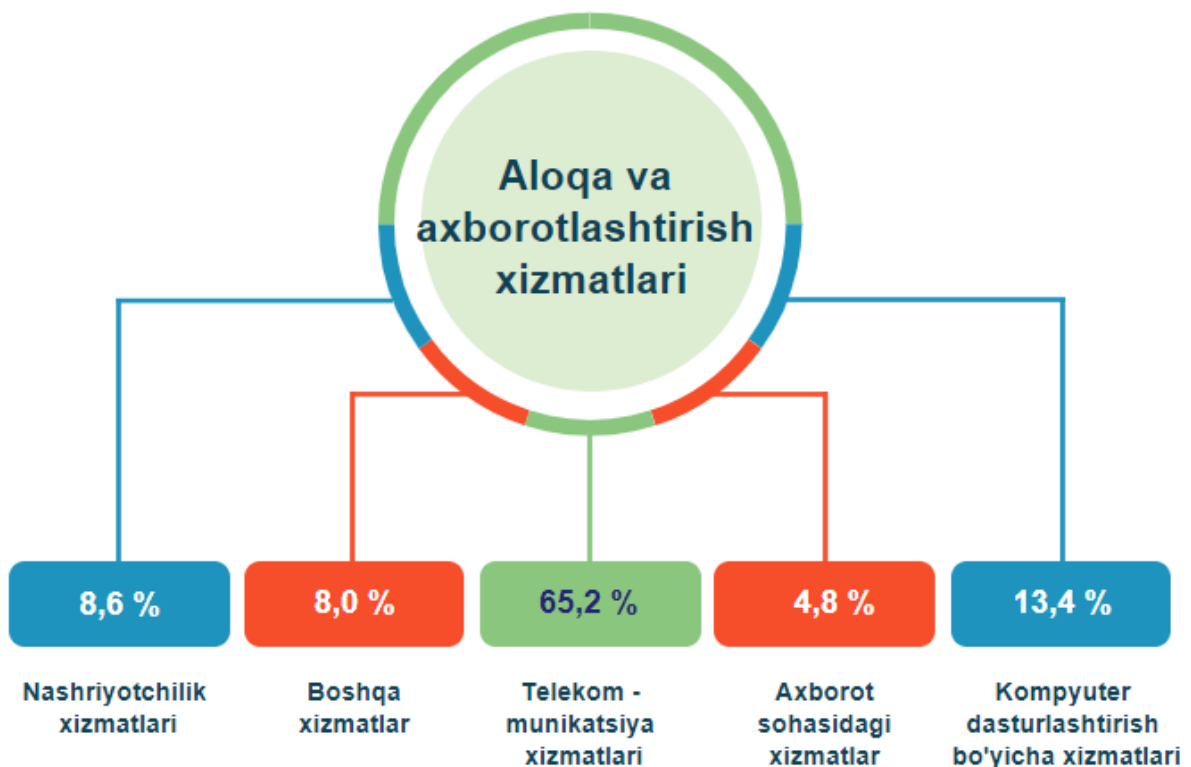 Aloqa va
axborotlashtirish
xizmatlari
8,6 %
8,0 %
65,2 %
4,8 %
13,4 %
Nashriyotchilik
xizmatlari
Boshqa
xizmatlar
Telekom -
munikatsiya
xizmatlari
Axborot
sohasidagi
xizmatlar
Kompyuter
dasturlashtirish
bo'yicha xizmatlari